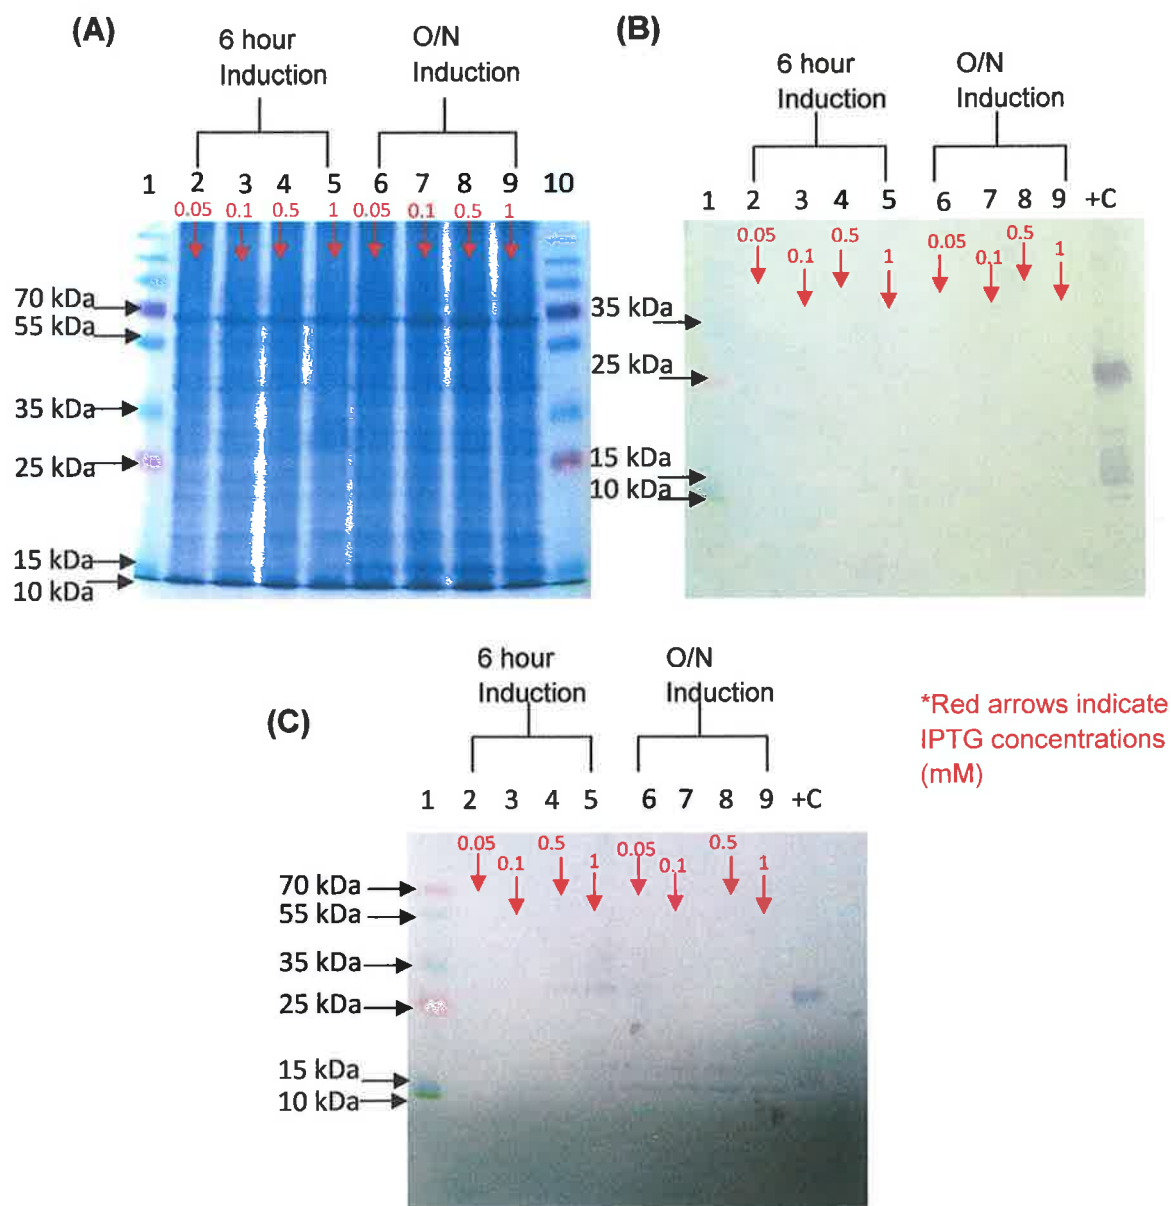 (A)
6 hour
Induction
O/N
Induction
1 2 3 4 5 6 7 8 9 10
0.05 0.1 0.5 1 0.05 0.1 0.5 1
70 kDa
55 kDa
35 kDa
25 kDa
15 kDa
10 kDa
(B)
6 hour
Induction
O/N
Induction
1 2 3 4 5 6 7 8 9 +C
0.05 0.1 0.5 1 0.05 0.1 0.5 1
35 kDa
25 kDa
15 kDa
10 kDa
(C)
6 hour
Induction
O/N
Induction
1 2 3 4 5 6 7 8 9 +C
0.05 0.1 0.5 1 0.05 0.1 0.5 1
70 kDa
55 kDa
35 kDa
25 kDa
15 kDa
10 kDa
*Red arrows indicate
IPTG concentrations
(mM)